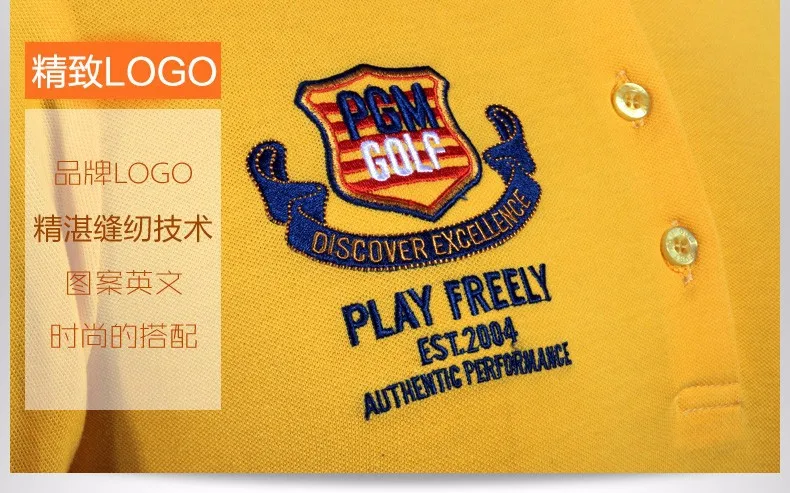 精致LOGO
品牌LOGO
精湛缝纫技术
图案英文
时尚的搭配
PGM
GOLF
DISCOVER EXCELLENCE
PLAY FREELY
EST.2004
AUTHENTIC PERFORMANCE